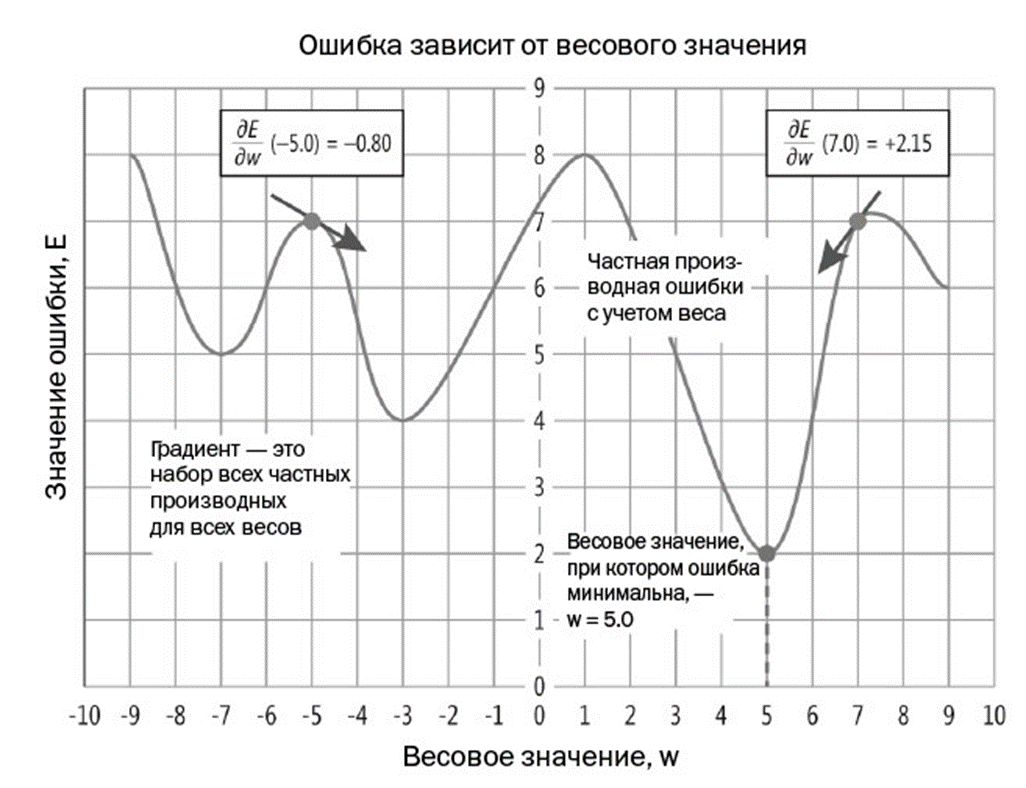 Ошибка зависит от весового значения
9
8
7
6
5
4
3
2
1
0
∂E/∂w (−5.0) = −0.80
∂E/∂w (7.0) = +2.15
Частная произ-
водная ошибки
с учетом веса
Градиент — это
набор всех частных
производных
для всех весов
Весовое значение,
при котором ошибка
минимальна, —
w = 5.0
Значение ошибки, E
-10 -9 -8 -7 -6 -5 -4 -3 -2 -1 0 1 2 3 4 5 6 7 8 9 10
Весовое значение, w